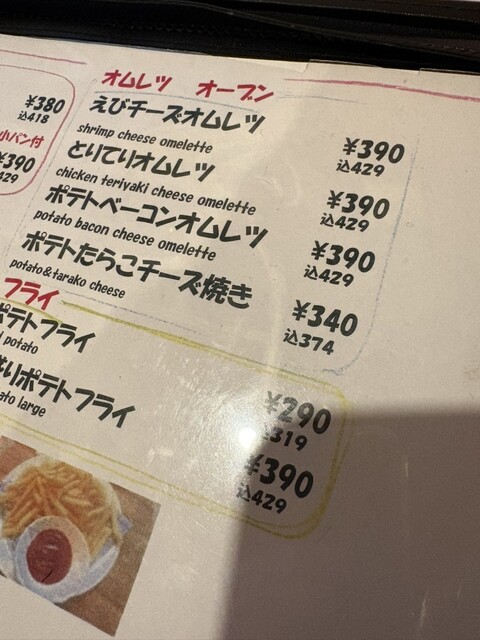 ¥380
込418
小パン付
¥390
429
オムレツ オーブン
えびチーズオムレツ
shrimp cheese omelette
¥390
込429
とりてりオムレツ
chicken teriyaki cheese omelette
¥390
込429
ポテトベーコンオムレツ
potato bacon cheese omelette
¥390
込429
ポテトたらこチーズ焼き
potato&tarako cheese
¥340
込374
フライ
ポテトフライ
potato
¥290
込319
りポテトフライ
ato large
¥390
込429